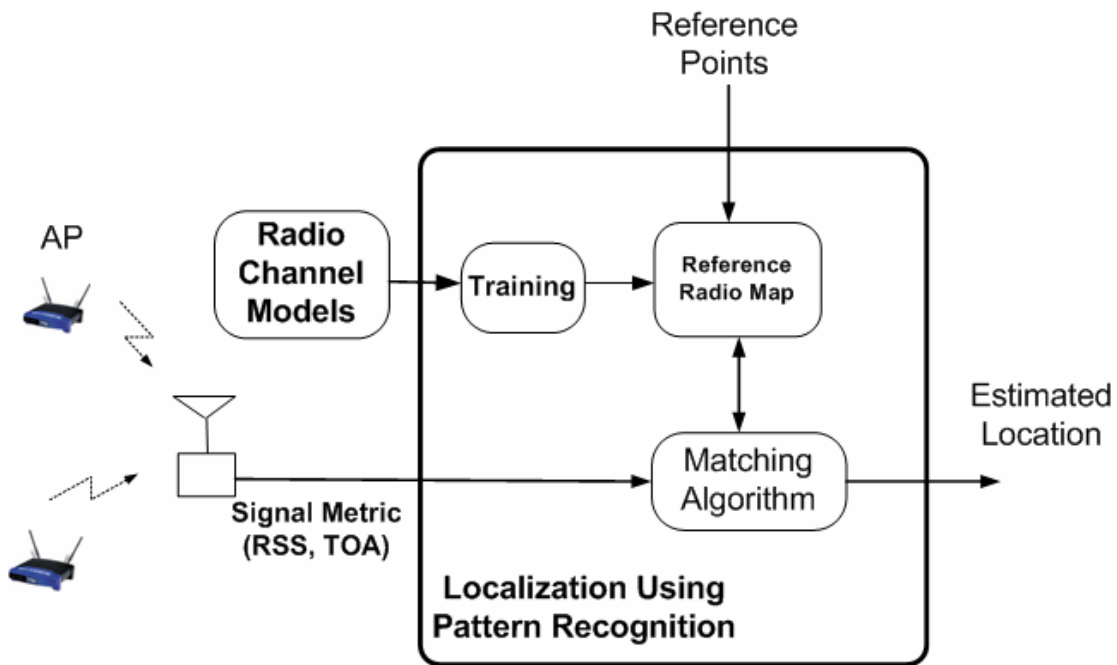 Reference
Points
AP
Radio
Channel
Models
Training
Reference
Radio Map
Estimated
Location
Matching
Algorithm
Signal Metric
(RSS, TOA)
Localization Using
Pattern Recognition